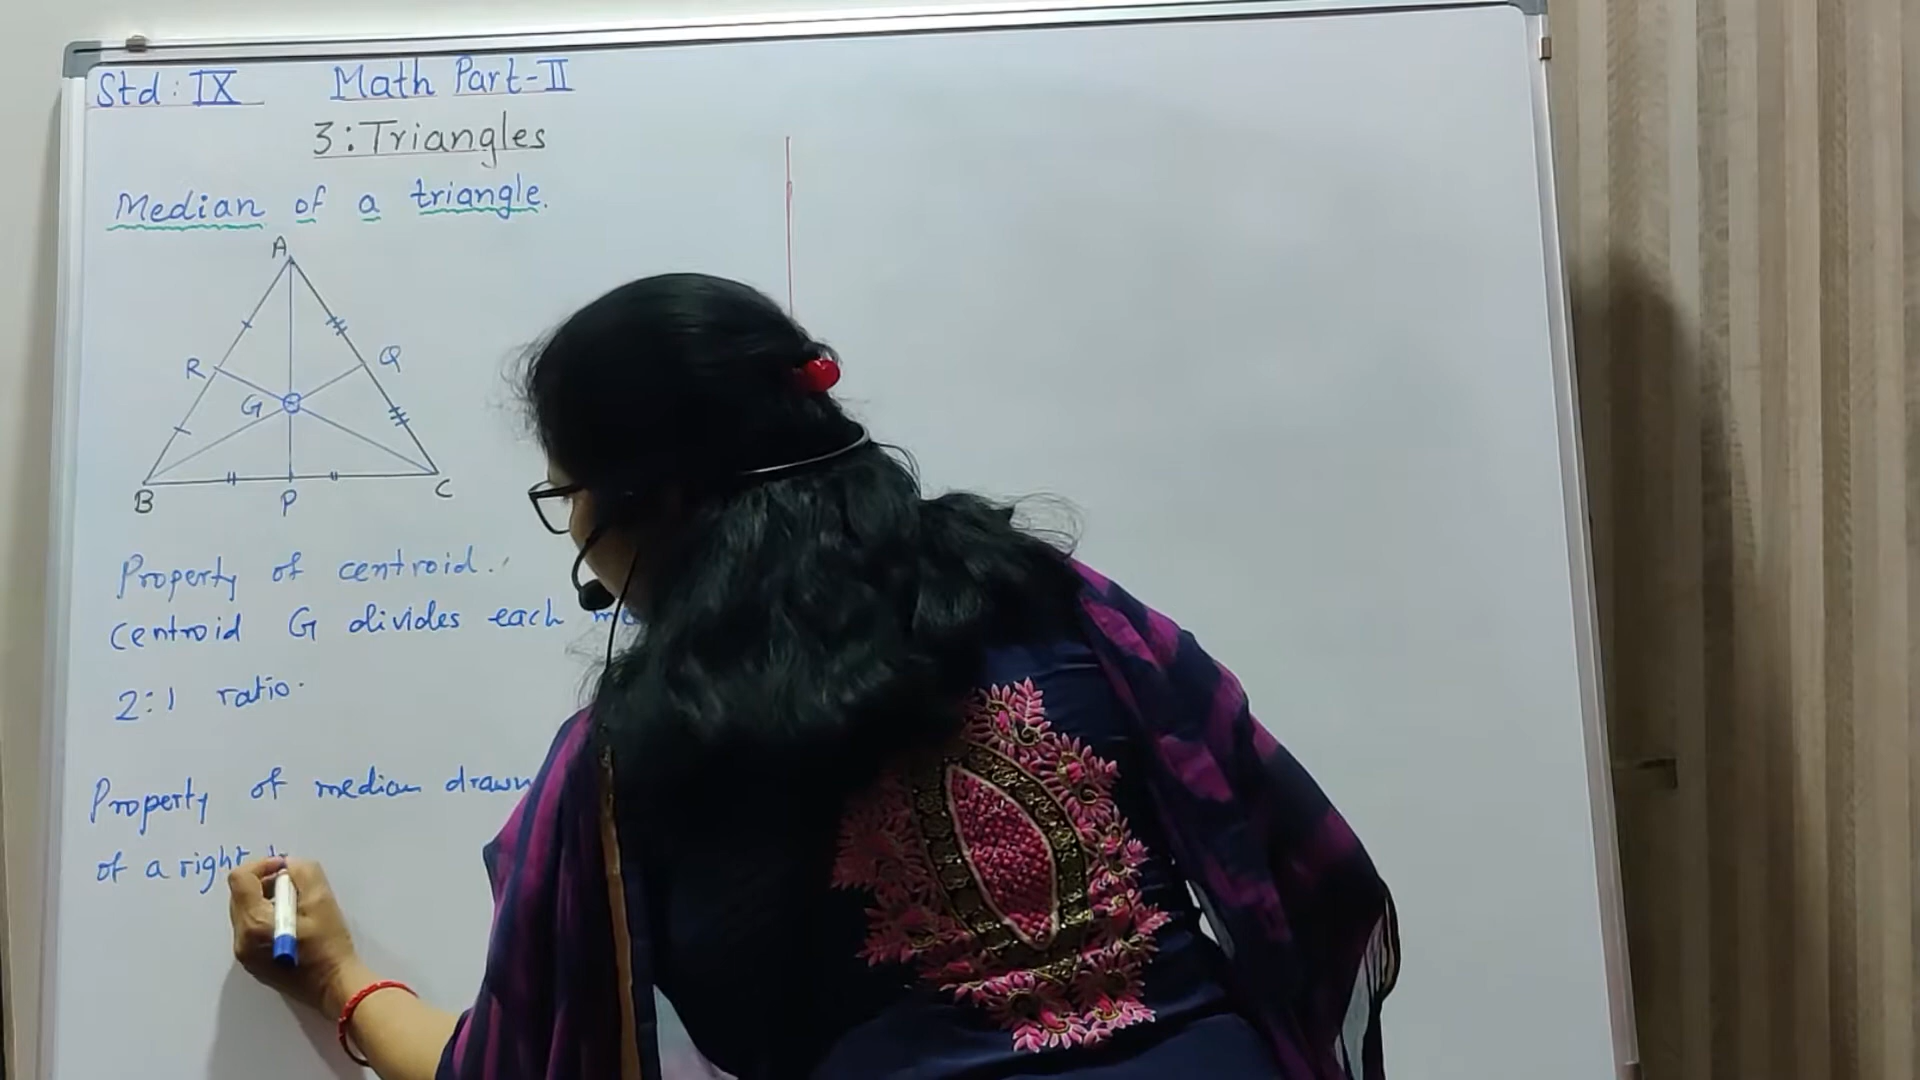 Std : IX Math Part-II
3 : Triangles
Median of a triangle.
A
R Q
G
B P C
Property of centroid.
Centroid G divides each
2:1 ratio.
Property of median drawn
of a right